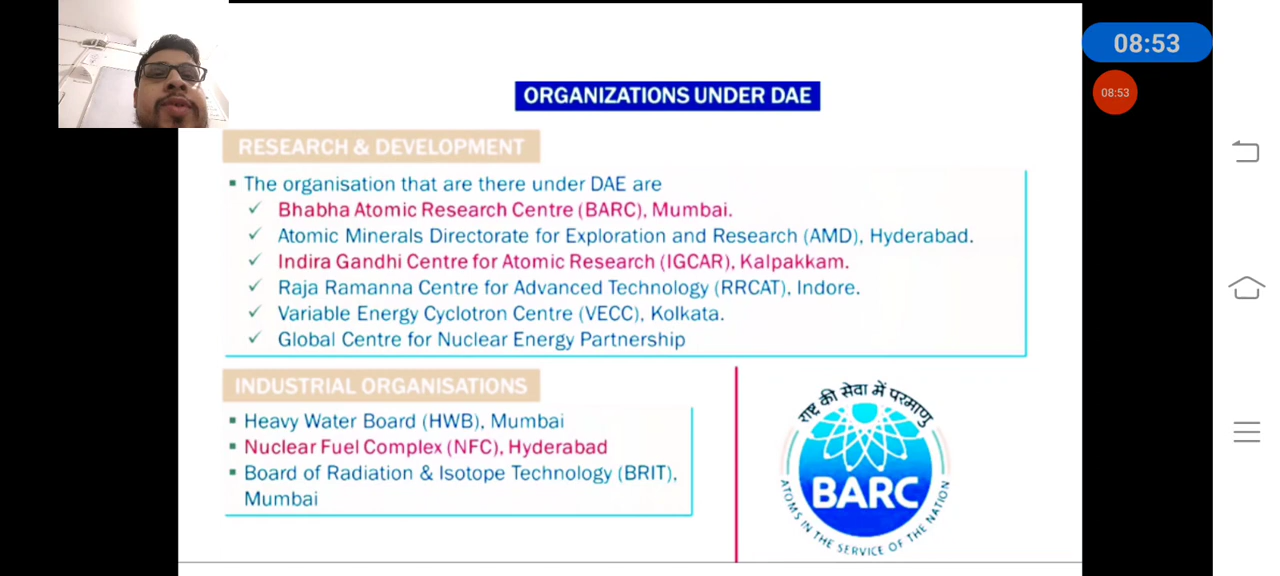 08:53
08:53
ORGANIZATIONS UNDER DAE
RESEARCH & DEVELOPMENT
▪ The organisation that are there under DAE are
✓ Bhabha Atomic Research Centre (BARC), Mumbai.
✓ Atomic Minerals Directorate for Exploration and Research (AMD), Hyderabad.
✓ Indira Gandhi Centre for Atomic Research (IGCAR), Kalpakkam.
✓ Raja Ramanna Centre for Advanced Technology (RRCAT), Indore.
✓ Variable Energy Cyclotron Centre (VECC), Kolkata.
✓ Global Centre for Nuclear Energy Partnership
INDUSTRIAL ORGANISATIONS
▪ Heavy Water Board (HWB), Mumbai
▪ Nuclear Fuel Complex (NFC), Hyderabad
▪ Board of Radiation & Isotope Technology (BRIT),
Mumbai
राष्ट्र की सेवा में परमाणु
BARC
ATOMS IN THE SERVICE OF THE NATION